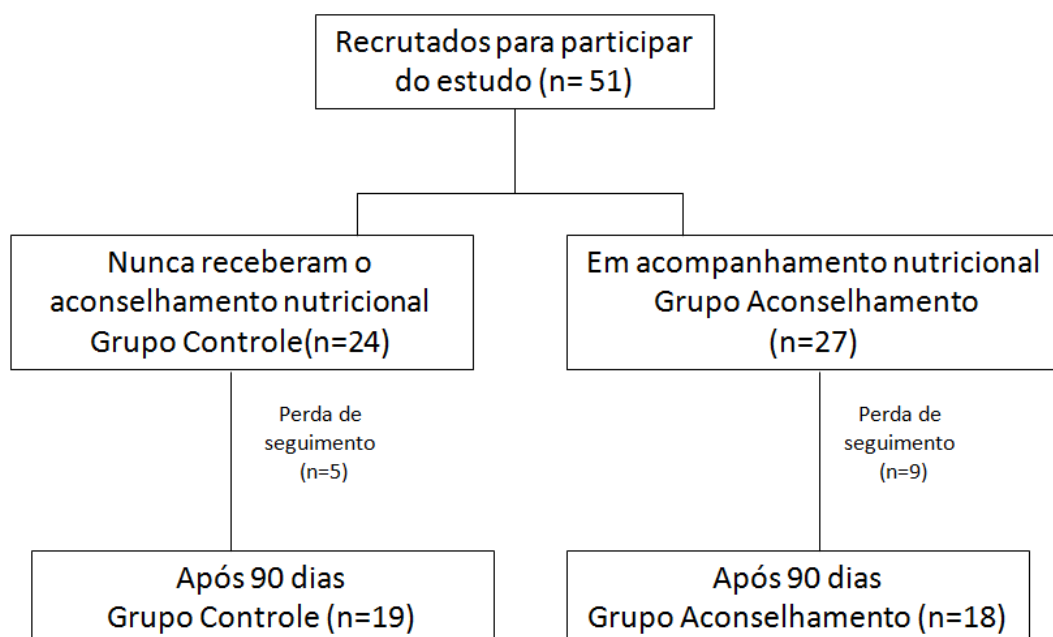 Recrutados para participar
do estudo (n= 51)
Nunca receberam o
aconselhamento nutricional
Grupo Controle(n=24)
Em acompanhamento nutricional
Grupo Aconselhamento
(n=27)
Perda de
seguimento
(n=5)
Perda de
seguimento
(n=9)
Após 90 dias
Grupo Controle (n=19)
Após 90 dias
Grupo Aconselhamento (n=18)